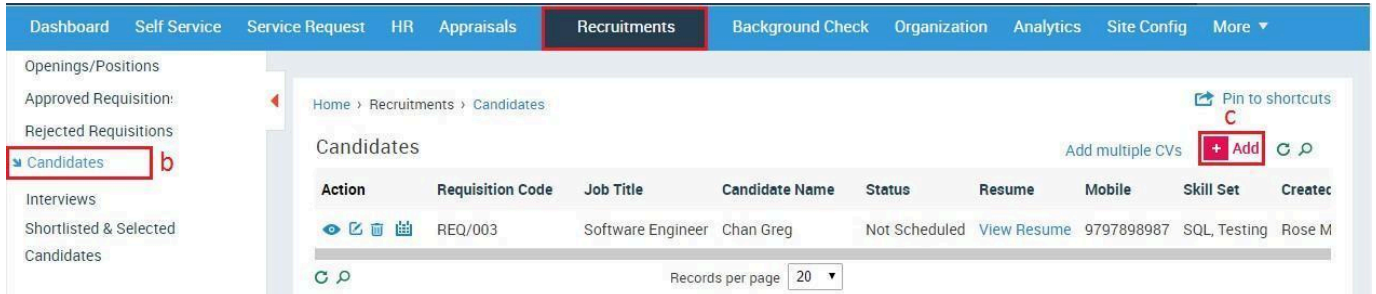 Dashboard Self Service Service Request HR Appraisals Recruitments Background Check Organization Analytics Site Config More ▼
Openings/Positions
Approved Requisition
Rejected Requisitions
Candidates b
Interviews
Shortlisted & Selected
Candidates
Home › Recruitments › Candidates
Pin to shortcuts
c
Candidates
Add multiple CVs + Add
Action Requisition Code Job Title Candidate Name Status Resume Mobile Skill Set Created
REQ/003 Software Engineer Chan Greg Not Scheduled View Resume 9797898987 SQL, Testing Rose M
Records per page 20 ▼